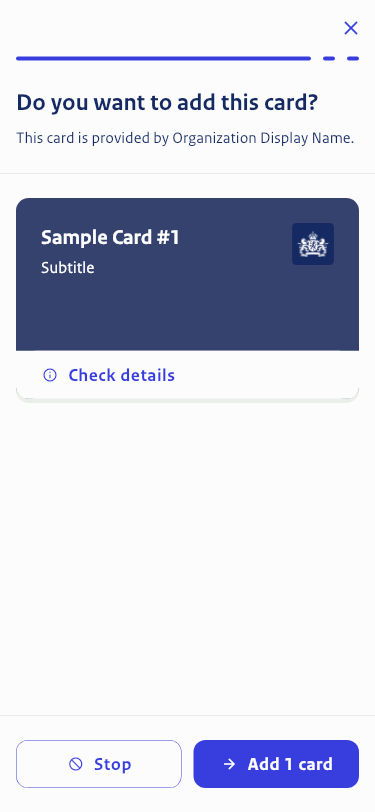 Do you want to add this card?
This card is provided by Organization Display Name.
Sample Card #1
Subtitle
Check details
Stop
Add 1 card